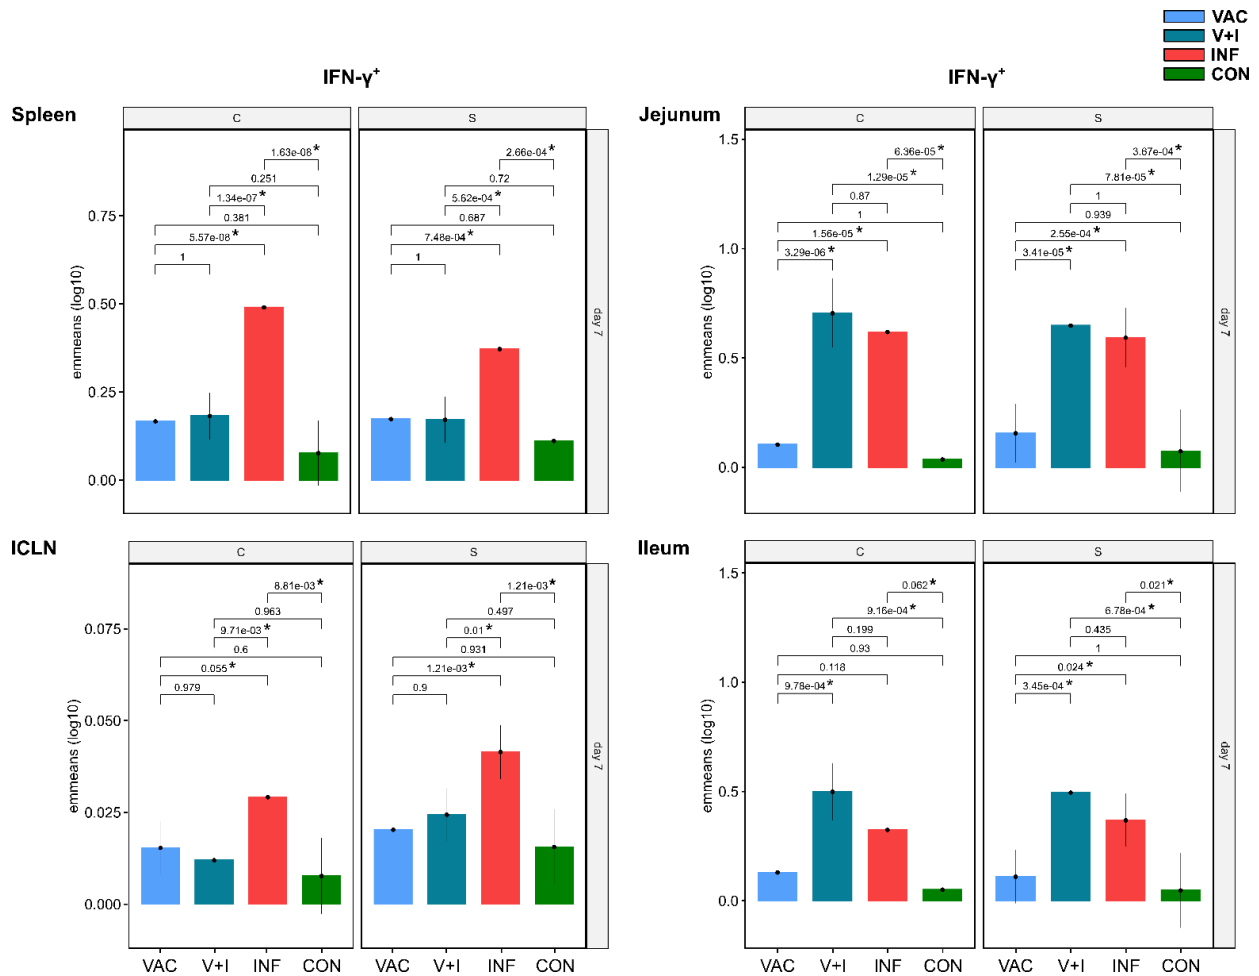 VAC
V+I
INF
CON
IFN-γ+
IFN-γ+
Spleen
C
S
day 7
emmeans (log10)
0.75
0.50
0.25
0.00
1.63e-08 *
0.251
1.34e-07 *
0.381
5.57e-08 *
1
2.66e-04 *
0.72
5.62e-04 *
0.687
7.48e-04 *
1
Jejunum
C
S
day 7
emmeans (log10)
1.5
1.0
0.5
0.0
6.36e-05 *
1.29e-05 *
0.87
1
1.56e-05 *
3.29e-06 *
3.67e-04 *
7.81e-05 *
1
0.939
2.55e-04 *
3.41e-05 *
ICLN
C
S
day 7
emmeans (log10)
0.075
0.050
0.025
0.000
8.81e-03 *
0.963
9.71e-03 *
0.6
0.055 *
0.979
1.21e-03 *
0.497
0.01 *
0.931
1.21e-03 *
0.9
VAC V+I INF CON
VAC V+I INF CON
Ileum
C
S
day 7
emmeans (log10)
1.5
1.0
0.5
0.0
0.062 *
9.16e-04 *
0.199
0.93
0.118
9.78e-04 *
0.021 *
6.78e-04 *
0.435
1
0.024 *
3.45e-04 *
VAC V+I INF CON
VAC V+I INF CON